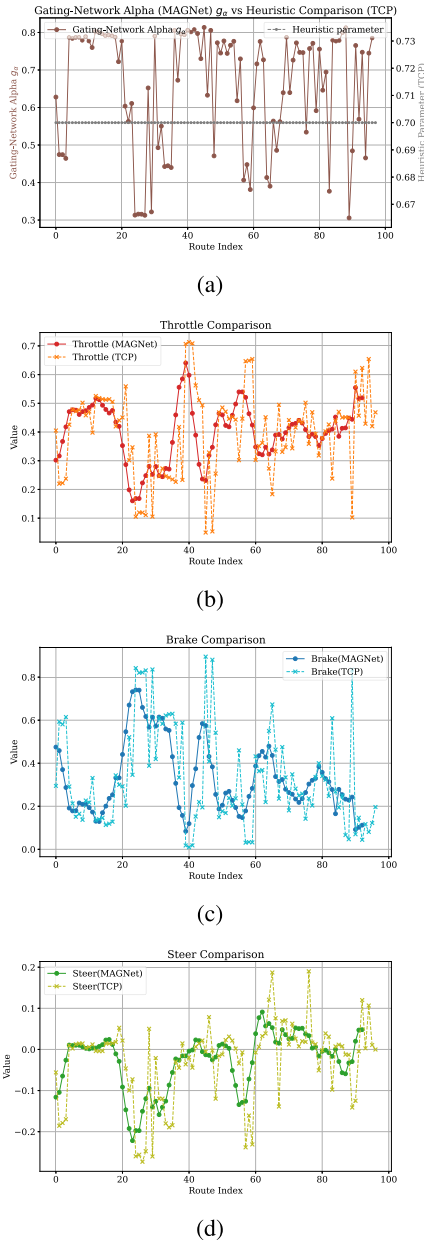 Gating-Network Alpha (MAGNet) gα vs Heuristic Comparison (TCP)
Gating-Network Alpha gα
Heuristic parameter
0.8
0.7
0.6
0.5
0.4
0.3
0.73
0.72
0.71
0.70
0.69
0.68
0.67
Gating-Network Alpha gα
Heuristic Parameter (TCP)
0 20 40 60 80 100
Route Index
(a)
Throttle Comparison
Throttle (MAGNet)
Throttle (TCP)
0.7
0.6
0.5
0.4
0.3
0.2
0.1
Value
0 20 40 60 80 100
Route Index
(b)
Brake Comparison
Brake(MAGNet)
Brake(TCP)
0.8
0.6
0.4
0.2
0.0
Value
0 20 40 60 80 100
Route Index
(c)
Steer Comparison
Steer(MAGNet)
Steer(TCP)
0.2
0.1
0.0
−0.1
−0.2
Value
0 20 40 60 80 100
Route Index
(d)